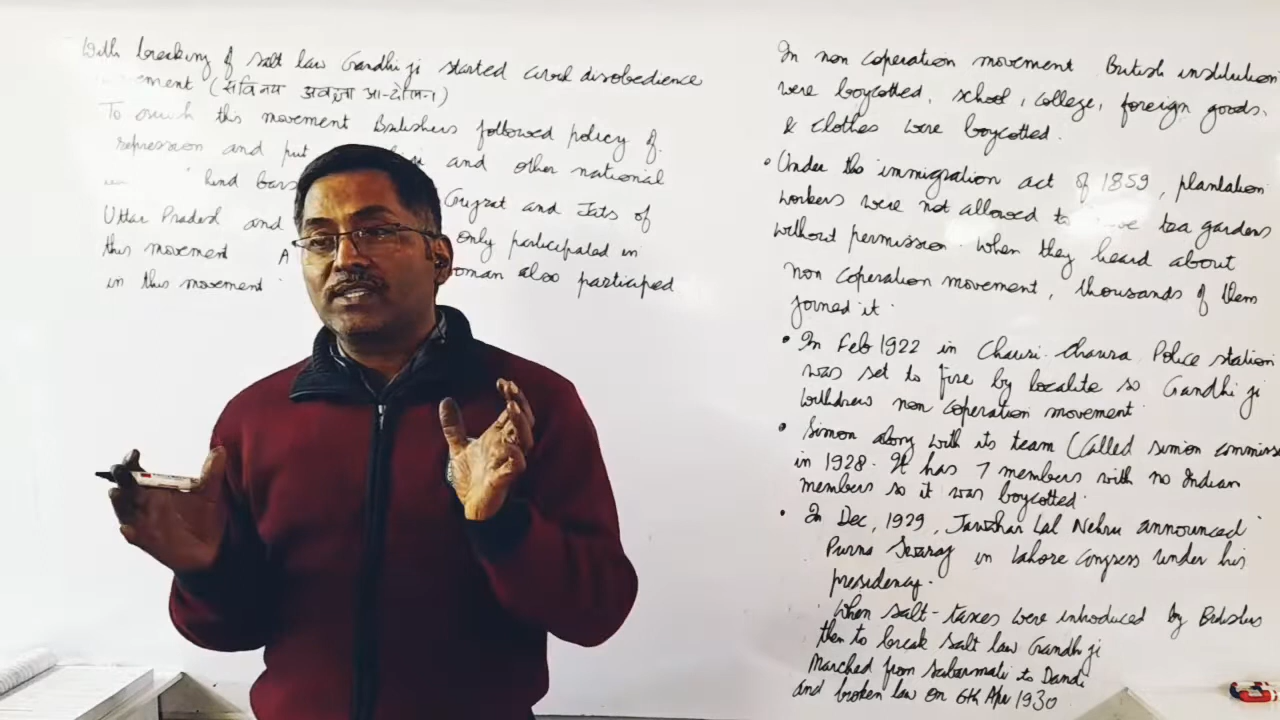 With breaking of salt law Gandhi ji started civil disobedience
(सविनय अवज्ञा आन्दोलन)
To crush this movement Britishers followed policy of
repression and put and other national
hind bars Gujrat and Jats of
Uttar Pradesh and only participated in
this movement A woman also participed
in this movement
In non coperation movement British institution
were boycotted, school, college, foreign goods,
& clothes were boycotted.
• Under the immigration act of 1859, plantation
workers were not allowed to tea gardens
without permission. When they heard about
non coperation movement, thousands of them
joined it.
• In Feb 1922 in Chauri-Chaura Police station
was set to fire by localite so Gandhi ji
withdrew non coperation movement
• Simon along with its team (called simon commiss
in 1928. It has 7 members with no Indian
members so it was boycotted.
• In Dec, 1929, Jawahar Lal Nehru announced
Purna Swaraj in Lahore Congress under his
presidency.
When salt-taxes were introduced by Britishers
then to break salt law Gandhi ji
Marched from Sabarmati to Dandi
and broken law on 6th Apr 1930